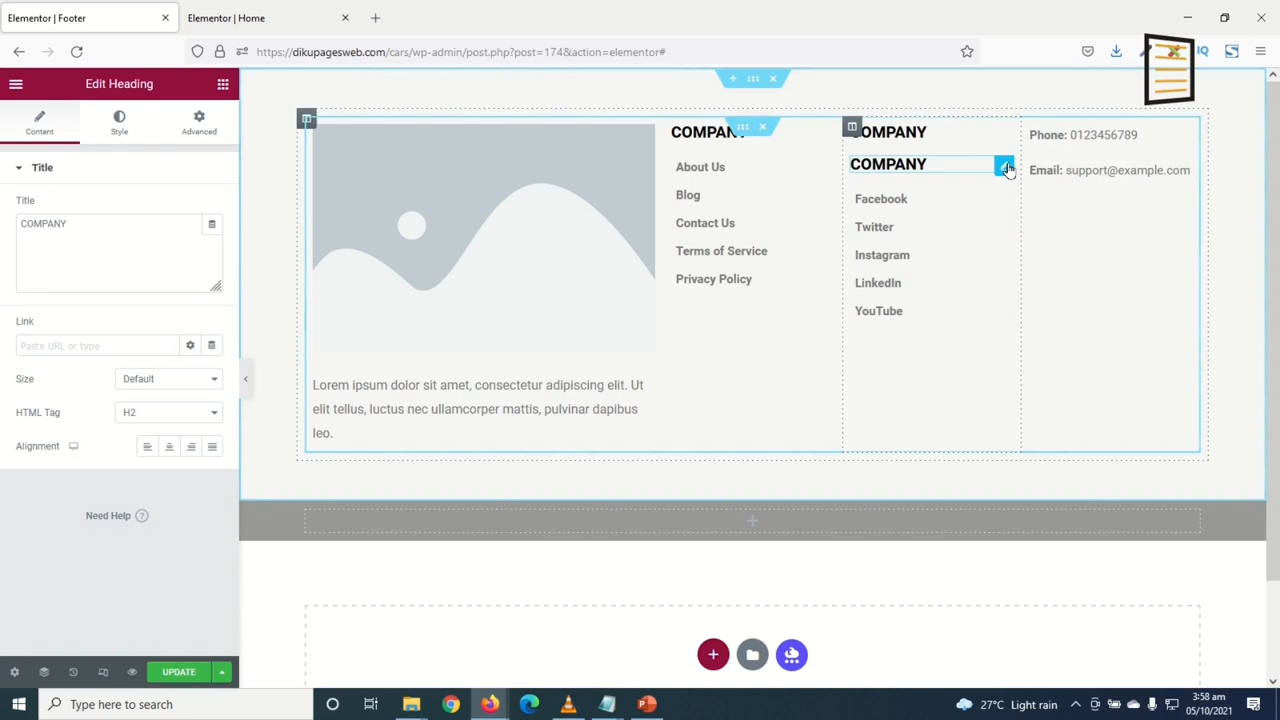 Elementor | Footer
Elementor | Home
https://dikupagesweb.com/cars/wp-admin/post.php?post=174&action=elementor#
IQ
Edit Heading
Content
Style
Advanced
Title
Title
COMPANY
Link
Paste URL or type
Size
Default
HTML Tag
H2
Alignment
Need Help
UPDATE
Lorem ipsum dolor sit amet, consectetur adipiscing elit. Ut
elit tellus, luctus nec ullamcorper mattis, pulvinar dapibus
leo.
COMPANY
About Us
Blog
Contact Us
Terms of Service
Privacy Policy
COMPANY
COMPANY
Facebook
Twitter
Instagram
LinkedIn
YouTube
Phone: 0123456789
Email: support@example.com
Type here to search
27°C Light rain
3:58 am
05/10/2021